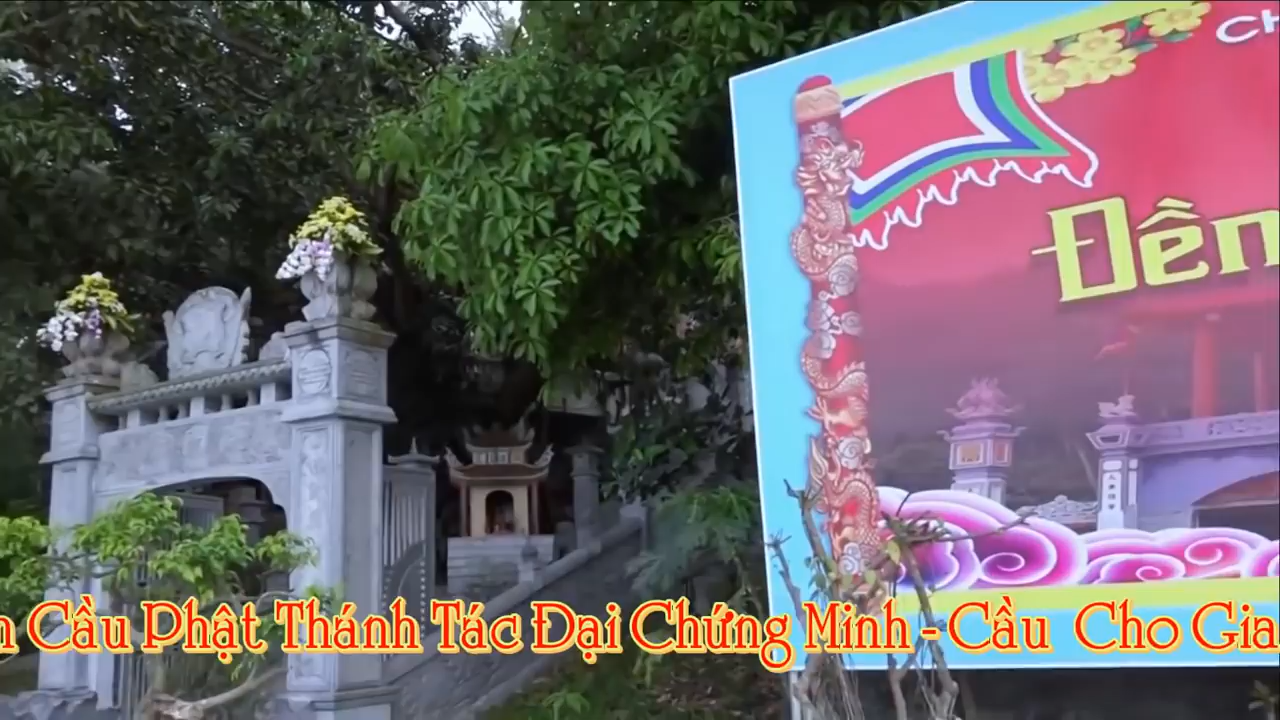 CH
Đền
Cầu Phật Thánh Tác Đại Chứng Minh - Cầu Cho Gia